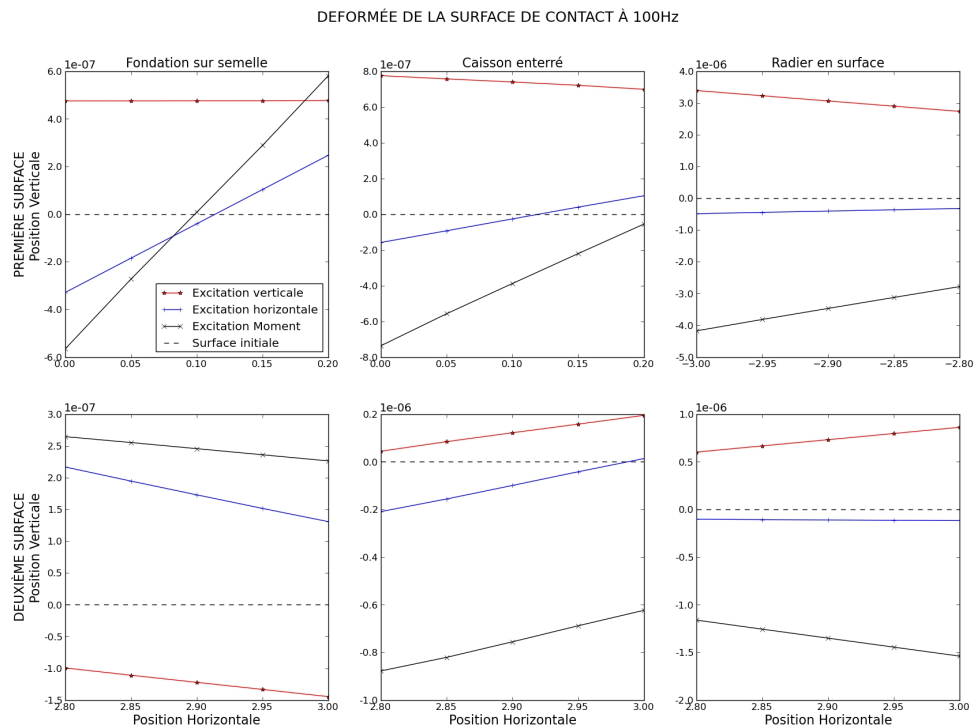 DEFORMÉE DE LA SURFACE DE CONTACT À 100Hz
Fondation sur semelle
Caisson enterré
Radier en surface
PREMIÈRE SURFACE
Position Verticale
1e-07
6.0
4.0
2.0
0.0
-2.0
-4.0
-6.0
0.00 0.05 0.10 0.15 0.20
Excitation verticale
Excitation horizontale
Excitation Moment
Surface initiale
1e-07
8.0
6.0
4.0
2.0
0.0
-2.0
-4.0
-6.0
-8.0
0.00 0.05 0.10 0.15 0.20
1e-06
4.0
3.0
2.0
1.0
0.0
-1.0
-2.0
-3.0
-4.0
-5.0
−3.00 −2.95 −2.90 −2.85 −2.80
DEUXIÈME SURFACE
Position Verticale
1e-07
3.0
2.5
2.0
1.5
1.0
0.5
0.0
-0.5
-1.0
-1.5
2.80 2.85 2.90 2.95 3.00
Position Horizontale
1e-06
0.2
0.0
-0.2
-0.4
-0.6
-0.8
-1.0
2.80 2.85 2.90 2.95 3.00
Position Horizontale
1e-06
1.0
0.5
0.0
-0.5
-1.0
-1.5
-2.0
2.80 2.85 2.90 2.95 3.00
Position Horizontale